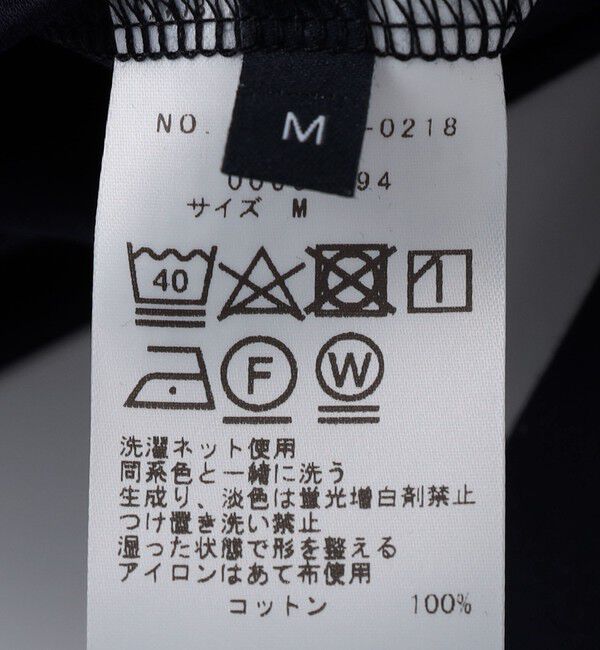 NO.
M
-0218
94
サイズ M
40
F
W
洗濯ネット使用
同系色と一緒に洗う
生成り、淡色は蛍光増白剤禁止
つけ置き洗い禁止
湿った状態で形を整える
アイロンはあて布使用
コットン 100%